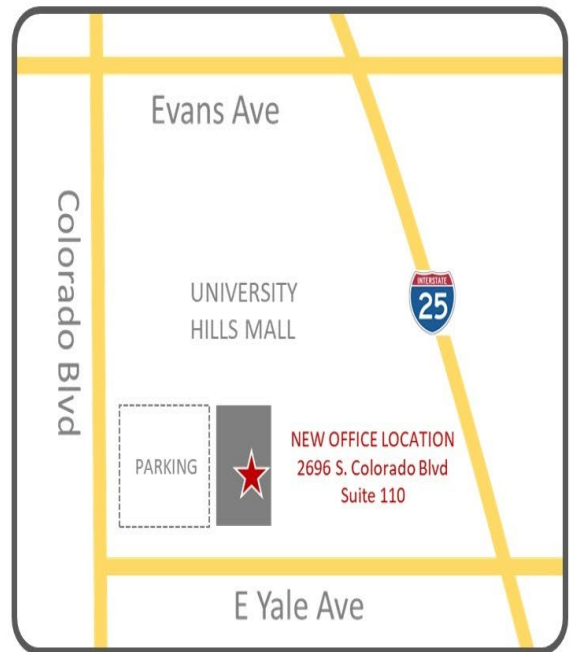 Evans Ave
Colorado Blvd
UNIVERSITY
HILLS MALL
INTERSTATE
25
PARKING
NEW OFFICE LOCATION
2696 S. Colorado Blvd
Suite 110
E Yale Ave